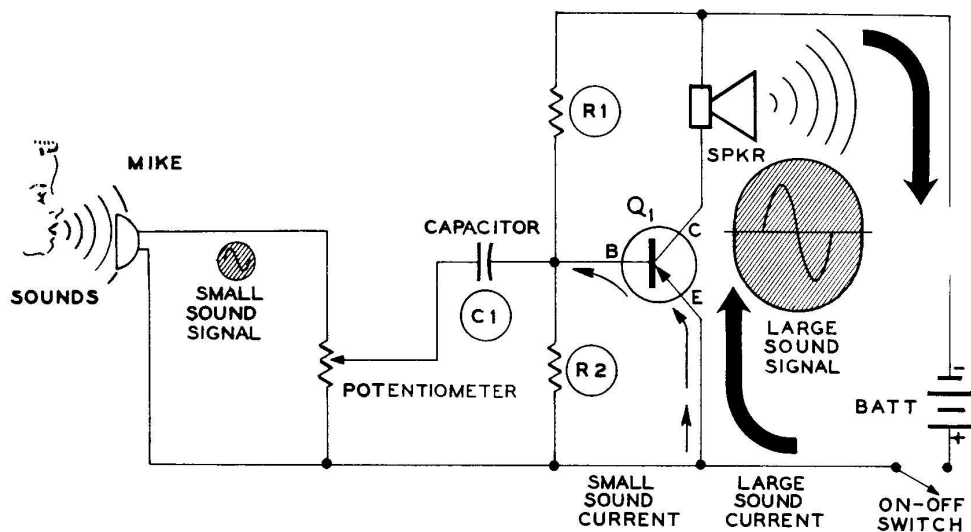 MIKE
SOUNDS
SMALL
SOUND
SIGNAL
POTENTIOMETER
CAPACITOR
C1
R1
R2
Q1
B
C
E
SPKR
LARGE
SOUND
SIGNAL
-
BATT
+
SMALL
SOUND
CURRENT
LARGE
SOUND
CURRENT
ON-OFF
SWITCH